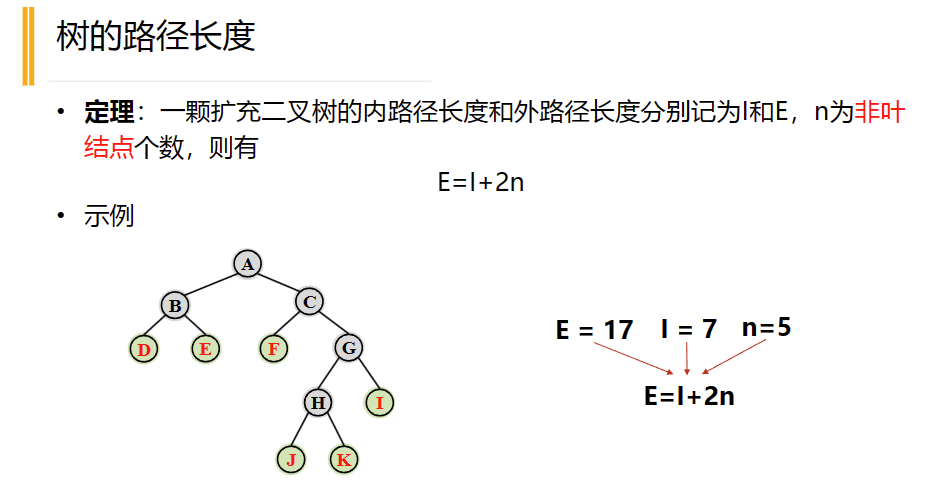 树的路径长度
• 定理：一颗扩充二叉树的内路径长度和外路径长度分别记为I和E，n为非叶
结点个数，则有
E=I+2n
• 示例
A
B
C
D
E
F
G
H
I
J
K
E = 17 I = 7 n=5
E=I+2n